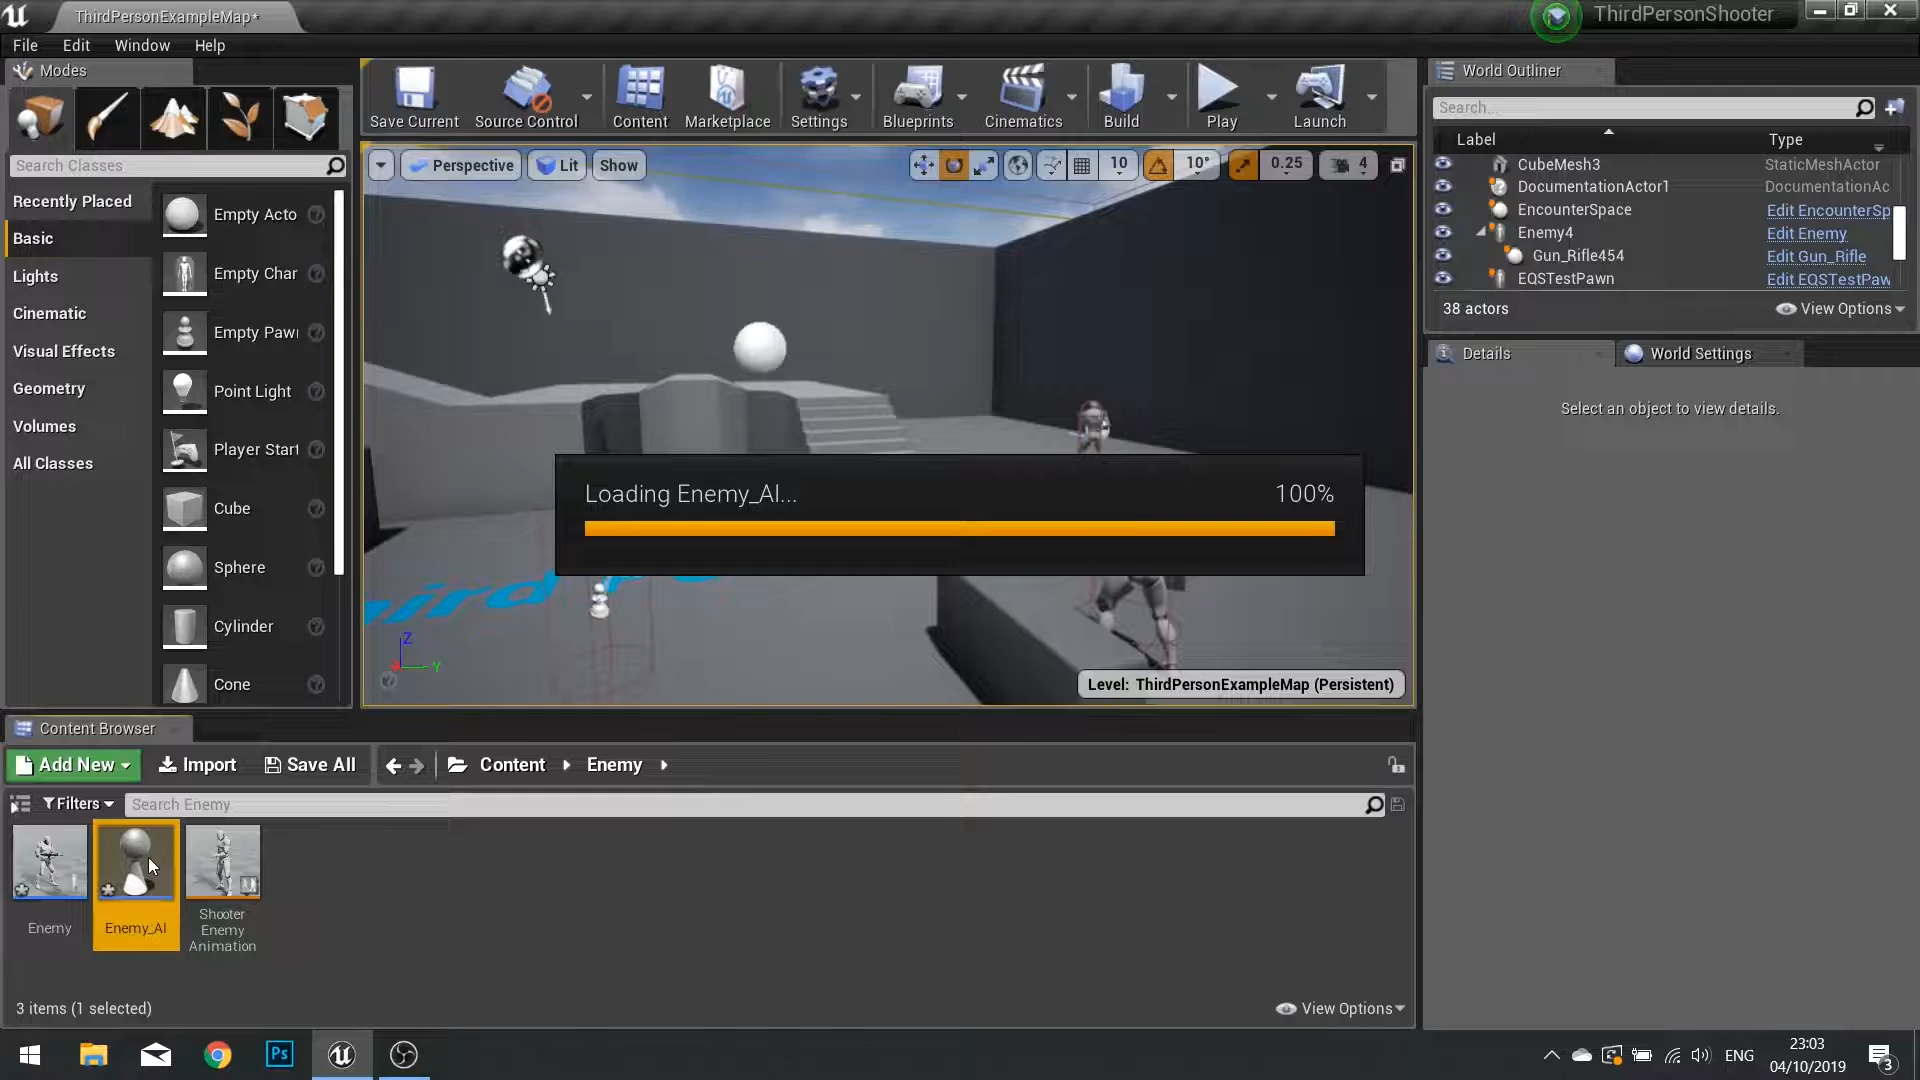 ThirdPersonExampleMap*
ThirdPersonShooter
File Edit Window Help
Modes
Search Classes
Recently Placed
Basic
Lights
Cinematic
Visual Effects
Geometry
Volumes
All Classes
Empty Acto
Empty Char
Empty Paw
Point Light
Player Start
Cube
Sphere
Cylinder
Cone
Save Current
Source Control
Content
Marketplace
Settings
Blueprints
Cinematics
Build
Play
Launch
Perspective Lit Show
10 10° 0.25 4
Loading Enemy_AI... 100%
Z
Y
Level: ThirdPersonExampleMap (Persistent)
World Outliner
Search...
Label Type
CubeMesh3 StaticMeshActor
DocumentationActor1 DocumentationAc
EncounterSpace Edit EncounterSp
Enemy4 Edit Enemy
Gun_Rifle454 Edit Gun_Rifle
EQSTestPawn Edit EQSTestPaw
38 actors View Options
Details World Settings
Select an object to view details.
Content Browser
Add New Import Save All Content Enemy
Filters Search Enemy
Enemy
Enemy_AI
Shooter
Enemy
Animation
3 items (1 selected) View Options
Ps
ENG
23:03
04/10/2019
3